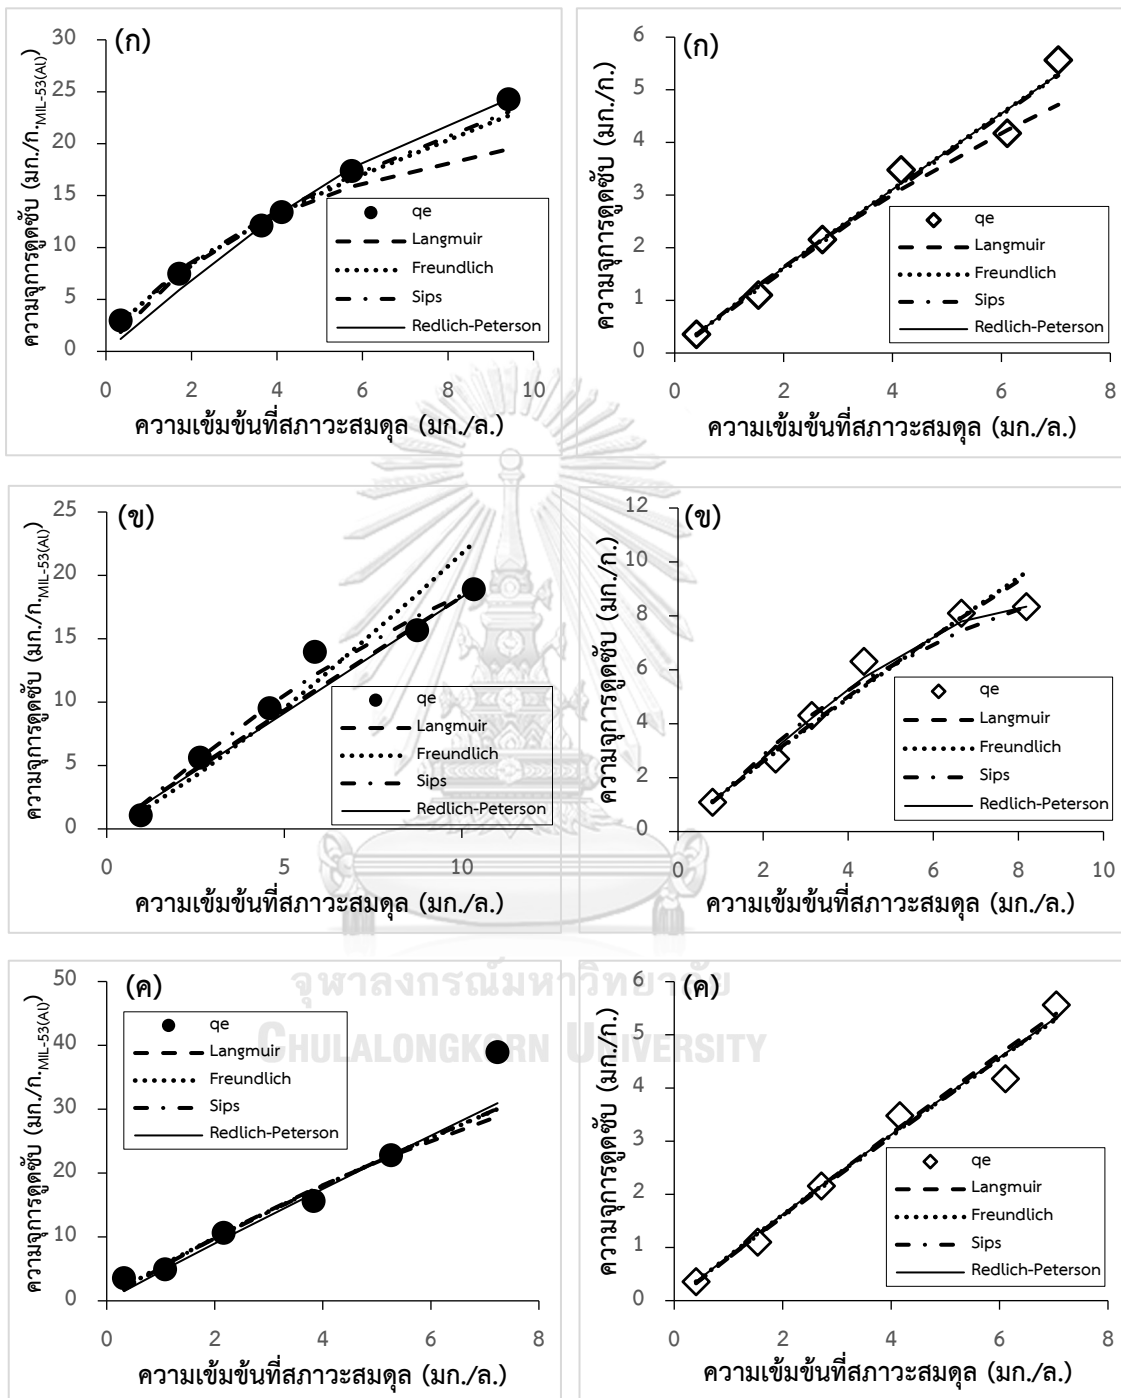 (ก)
ความจุการดูดซับ (มก./ก.MIL-53(Al))
30
25
20
15
10
5
0
qe
Langmuir
Freundlich
Sips
Redlich-Peterson
0 2 4 6 8 10
ความเข้มข้นที่สภาวะสมดุล (มก./ล.)
(ก)
ความจุการดูดซับ (มก./ก.)
6
5
4
3
2
1
0
qe
Langmuir
Freundlich
Sips
Redlich-Peterson
0 2 4 6 8
ความเข้มข้นที่สภาวะสมดุล (มก./ล.)
(ข)
ความจุการดูดซับ (มก./ก.MIL-53(Al))
25
20
15
10
5
0
qe
Langmuir
Freundlich
Sips
Redlich-Peterson
0 5 10
ความเข้มข้นที่สภาวะสมดุล (มก./ล.)
(ข)
ความจุการดูดซับ (มก./ก.)
12
10
8
6
4
2
0
qe
Langmuir
Freundlich
Sips
Redlich-Peterson
0 2 4 6 8 10
ความเข้มข้นที่สภาวะสมดุล (มก./ล.)
จุฬาลงกรณ์มหาวิทยาลัย
CHULALONGKORN UNIVERSITY
(ค)
ความจุการดูดซับ (มก./ก.MIL-53(Al))
50
40
30
20
10
0
qe
Langmuir
Freundlich
Sips
Redlich-Peterson
0 2 4 6 8
ความเข้มข้นที่สภาวะสมดุล (มก./ล.)
(ค)
ความจุการดูดซับ (มก./ก.)
6
5
4
3
2
1
0
qe
Langmuir
Freundlich
Sips
Redlich-Peterson
0 2 4 6 8
ความเข้มข้นที่สภาวะสมดุล (มก./ล.)